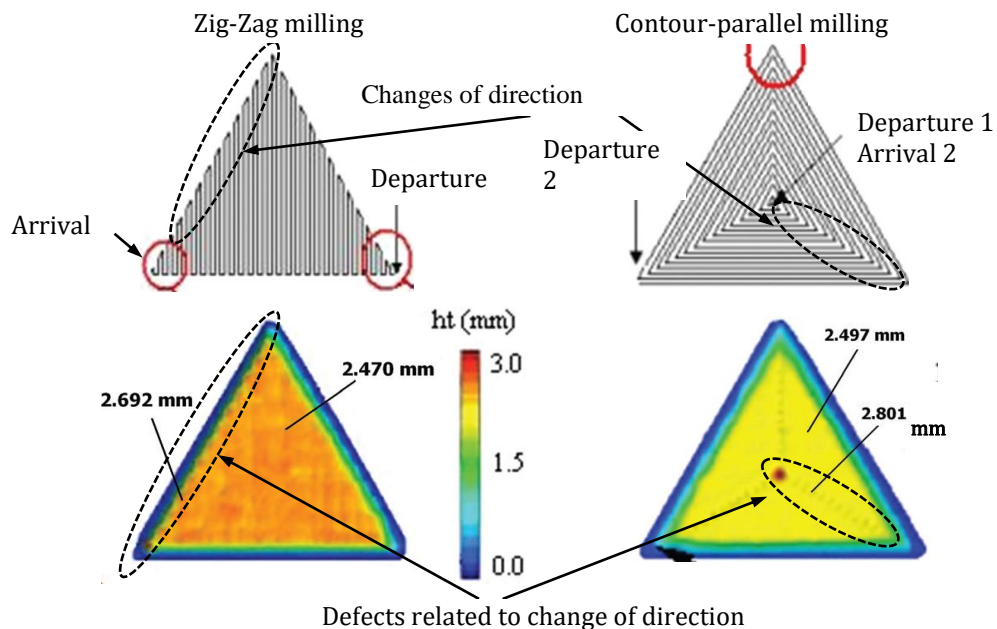 Zig-Zag milling
Contour-parallel milling
Changes of direction
Departure
2
Departure 1
Arrival 2
Departure
Arrival
ht (mm)
3.0
1.5
0.0
2.692 mm
2.470 mm
2.497 mm
2.801
mm
Defects related to change of direction